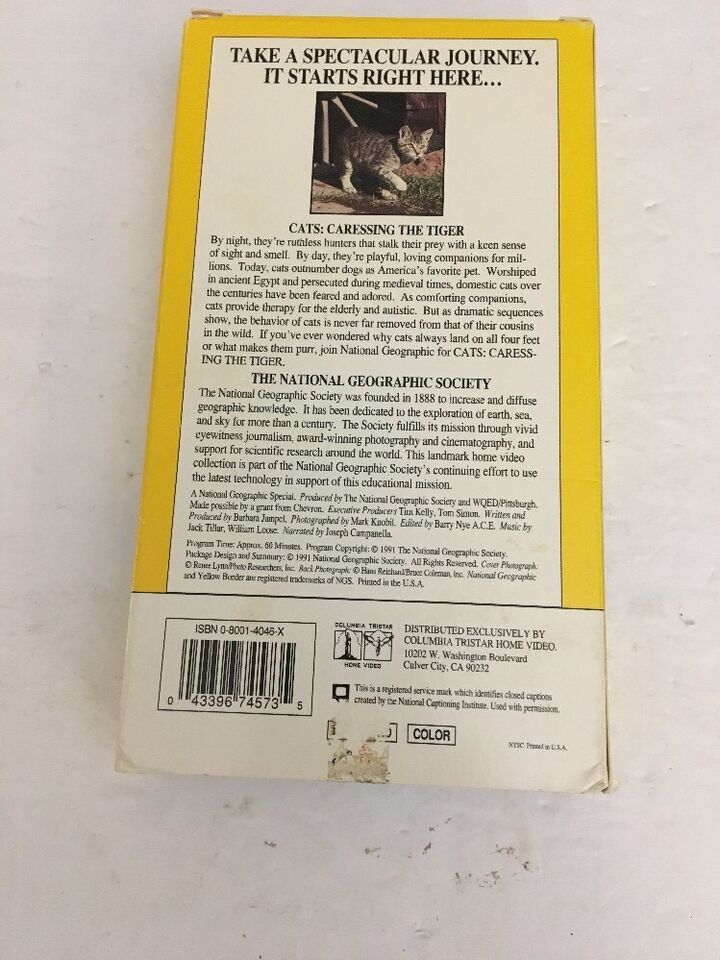 TAKE A SPECTACULAR JOURNEY.
IT STARTS RIGHT HERE...
CATS: CARESSING THE TIGER
By night, they're ruthless hunters that stalk their prey with a keen sense
of sight and smell. By day, they're playful, loving companions for mil-
lions. Today, cats outnumber dogs as America's favorite pet. Worshiped
in ancient Egypt and persecuted during medieval times, domestic cats over
the centuries have been feared and adored. As comforting companions,
cats provide therapy for the elderly and autistic. But as dramatic sequences
show, the behavior of cats is never far removed from that of their cousins
in the wild. If you've ever wondered why cats always land on all four feet
or what makes them purr, join National Geographic for CATS: CARESS-
ING THE TIGER.
THE NATIONAL GEOGRAPHIC SOCIETY
The National Geographic Society was founded in 1888 to increase and diffuse
geographic knowledge. It has been dedicated to the exploration of earth, sea,
and sky for more than a century. The Society fulfills its mission through vivid
eyewitness journalism, award-winning photography and cinematography, and
support for scientific research around the world. This landmark home video
collection is part of the National Geographic Society's continuing effort to use
the latest technology in support of this educational mission.
A National Geographic Special. Produced by The National Geographic Society and WQED/Pittsburgh.
Made possible by a grant from Chevron. Executive Producers Tim Kelly, Tom Simon. Written and
Produced by Barbara Jampel. Photographed by Mark Knobil. Edited by Barry Nye A.C.E. Music by
Jack Tillar, William Loose. Narrated by Joseph Campanella.
Program Time: Approx. 60 Minutes. Program Copyright: © 1991 The National Geographic Society.
Package Design and Summary: © 1991 National Geographic Society. All Rights Reserved. Cover Photograph:
© Renee Lynn/Photo Researchers, Inc. Back Photograph: © Hans Reinhard/Bruce Coleman, Inc. National Geographic
and Yellow Border are registered trademarks of NGS. Printed in the U.S.A.
ISBN 0-8001-4046-X
0 43396 74573 5
COLUMBIA TRISTAR
HOME VIDEO
DISTRIBUTED EXCLUSIVELY BY
COLUMBIA TRISTAR HOME VIDEO.
10202 W. Washington Boulevard
Culver City, CA 90232
This is a registered service mark which identifies closed captions
created by the National Captioning Institute. Used with permission.
COLOR
NTSC Printed in U.S.A.